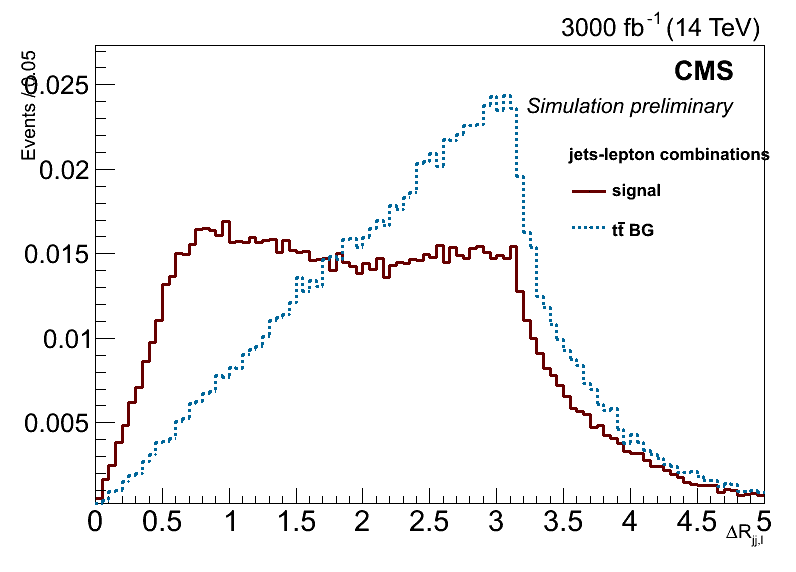 3000 fb-1 (14 TeV)
CMS
Simulation preliminary
jets-lepton combinations
signal
tt̄ BG
Events / 0.05
0.025
0.02
0.015
0.01
0.005
0 0.5 1 1.5 2 2.5 3 3.5 4 4.5 5
ΔRjj,l